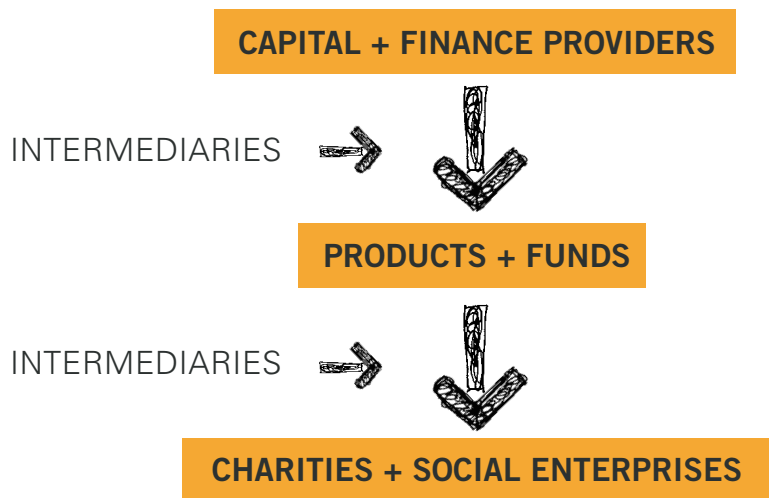 CAPITAL + FINANCE PROVIDERS
INTERMEDIARIES
PRODUCTS + FUNDS
INTERMEDIARIES
CHARITIES + SOCIAL ENTERPRISES